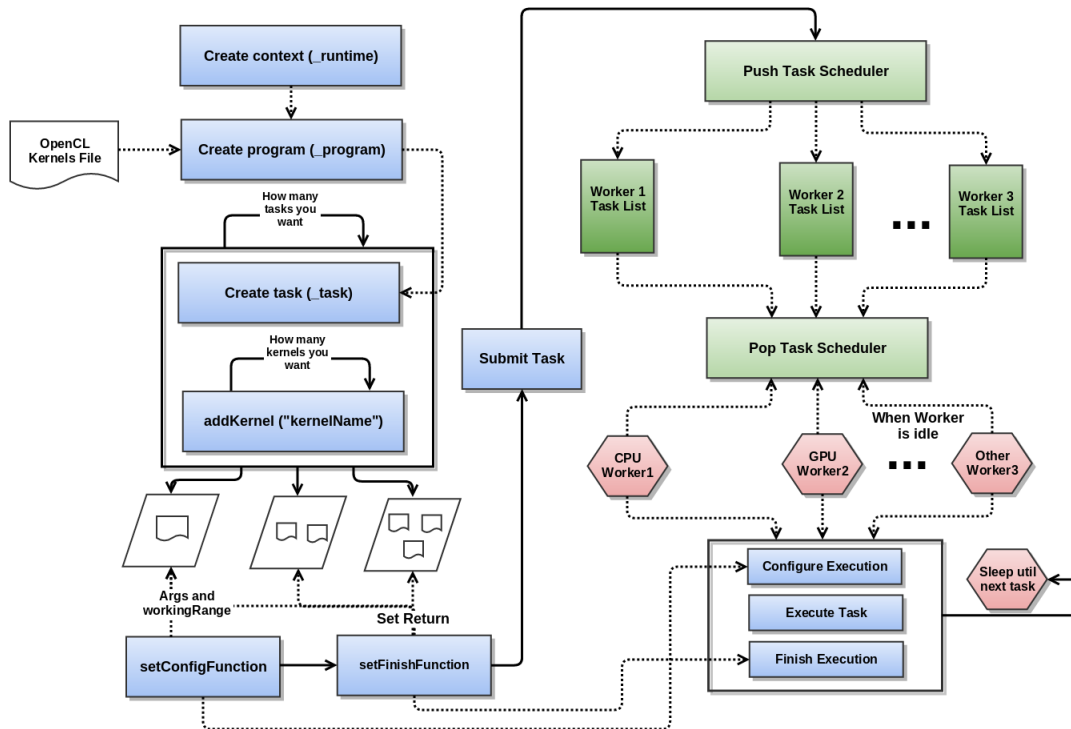 Create context (_runtime)
OpenCL
Kernels File
Create program (_program)
How many
tasks you
want
Create task (_task)
How many
kernels you
want
addKernel ("kernelName")
Args and
workingRange
Set Return
setConfigFunction
setFinishFunction
Submit Task
Push Task Scheduler
Worker 1
Task List
Worker 2
Task List
...
Worker 3
Task List
Pop Task Scheduler
When Worker
is idle
CPU
Worker1
GPU
Worker2
...
Other
Worker3
Configure Execution
Execute Task
Finish Execution
Sleep util
next task